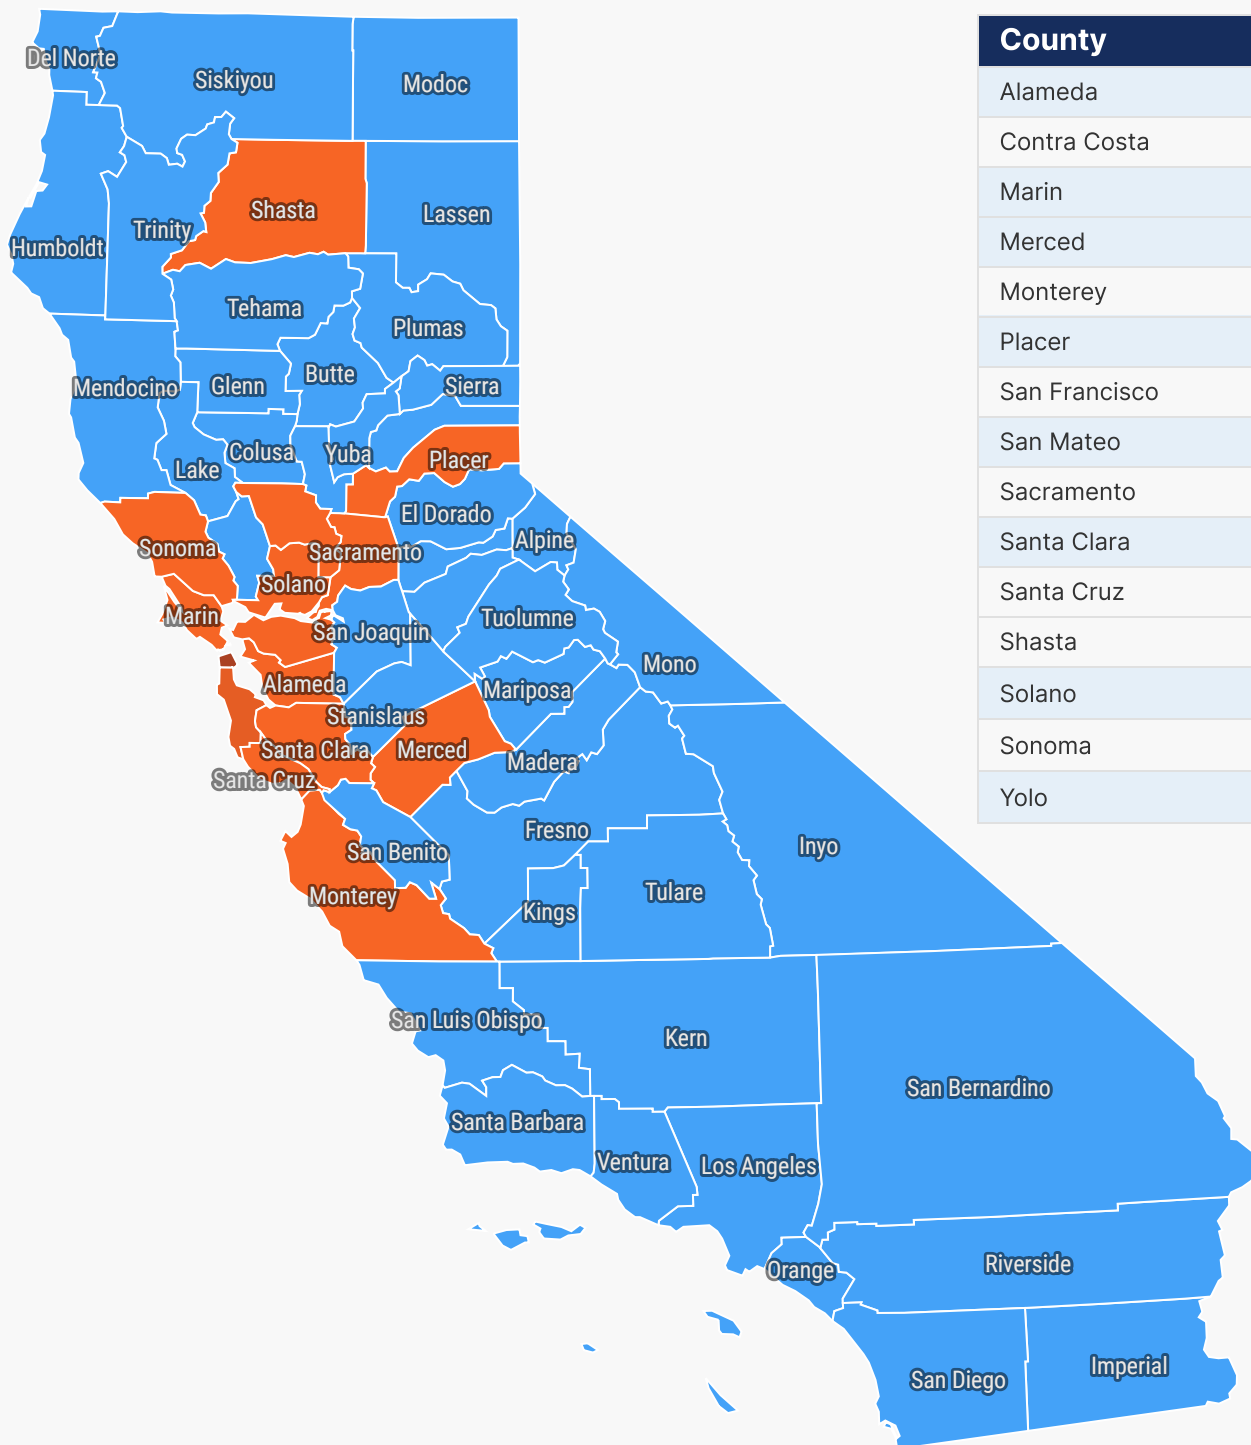 Del Norte
Siskiyou
Modoc
Shasta
Lassen
Trinity
Humboldt
Tehama
Plumas
Butte
Mendocino
Glenn
Sierra
Colusa
Yuba
Placer
Lake
El Dorado
Alpine
Sonoma
Sacramento
Solano
Marin
Tuolumne
San Joaquin
Mono
Alameda
Mariposa
Stanislaus
Santa Clara
Merced
Madera
Santa Cruz
Fresno
Inyo
San Benito
Tulare
Monterey
Kings
San Luis Obispo
Kern
San Bernardino
Santa Barbara
Ventura
Los Angeles
Riverside
Orange
Imperial
San Diego
County
Alameda
Contra Costa
Marin
Merced
Monterey
Placer
San Francisco
San Mateo
Sacramento
Santa Clara
Santa Cruz
Shasta
Solano
Sonoma
Yolo